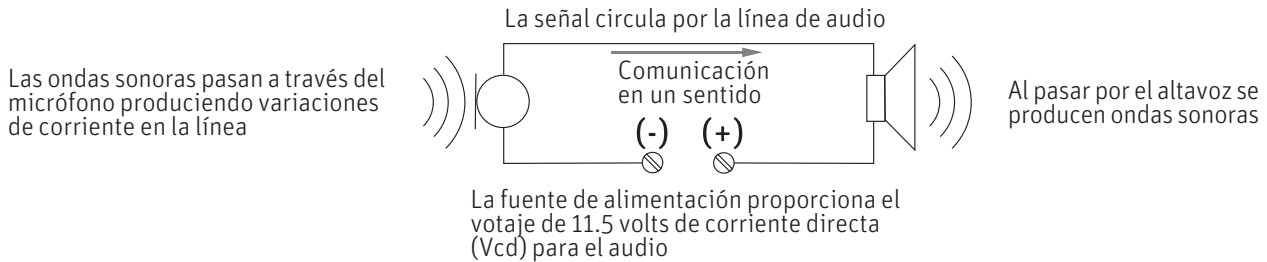 La señal circula por la línea de audio
Las ondas sonoras pasan a través del
micrófono produciendo variaciones
de corriente en la línea
Comunicación
en un sentido
(-) (+)
Al pasar por el altavoz se
producen ondas sonoras
La fuente de alimentación proporciona el
votaje de 11.5 volts de corriente directa
(Vcd) para el audio